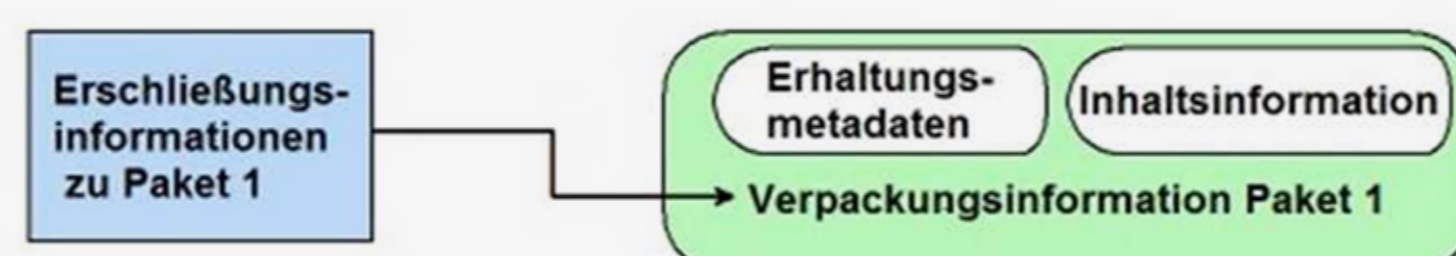 Erschließungs-
informationen
zu Paket 1
Erhaltungs-
metadaten
Inhaltsinformation
Verpackungsinformation Paket 1